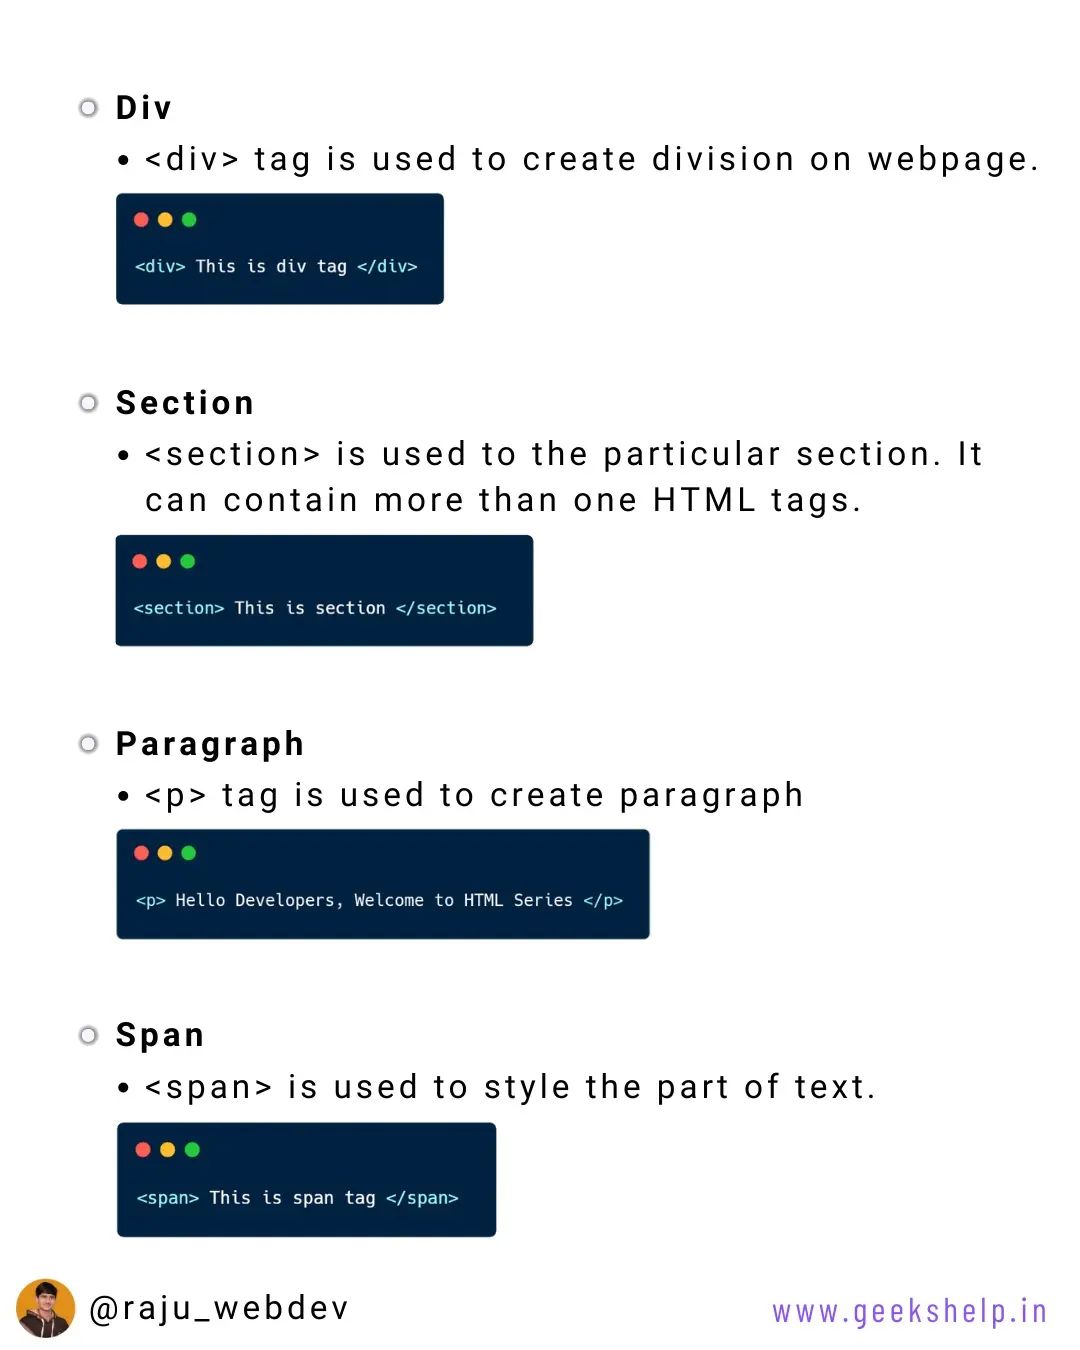 Div
• <div> tag is used to create division on webpage.
<div> This is div tag </div>
Section
• <section> is used to the particular section. It
can contain more than one HTML tags.
<section> This is section </section>
Paragraph
• <p> tag is used to create paragraph
<p> Hello Developers, Welcome to HTML Series </p>
Span
• <span> is used to style the part of text.
<span> This is span tag </span>
@raju_webdev
www.geekshelp.in